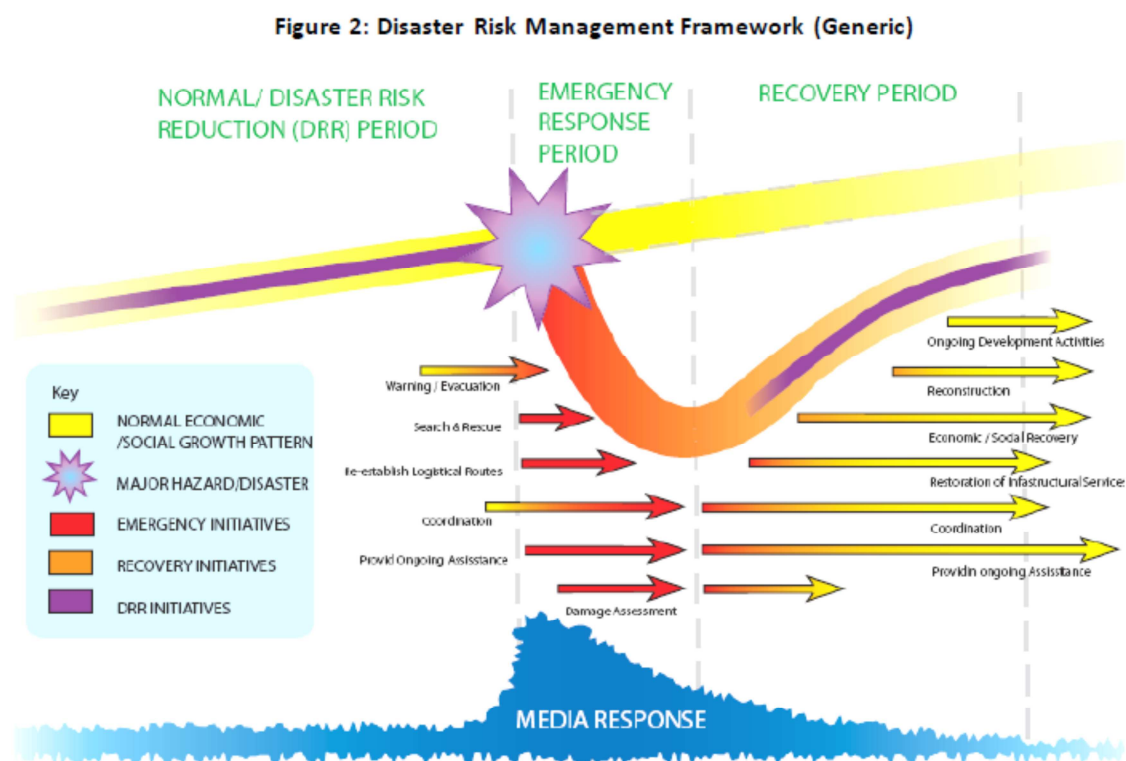 Figure 2: Disaster Risk Management Framework (Generic)
NORMAL/ DISASTER RISK
REDUCTION (DRR) PERIOD
EMERGENCY
RESPONSE
PERIOD
RECOVERY PERIOD
Ongoing Development Activities
Warning / Evacuation
Reconstruction
Search & Rescue
Economic / Social Recovery
Re-establish Logistical Routes
Restoration of Infastructural Services
Coordination
Coordination
Provid Ongoing Assisstance
Providin ongoing Assisstance
Damage Assessment
Key
NORMAL ECONOMIC
/SOCIAL GROWTH PATTERN
MAJOR HAZARD/DISASTER
EMERGENCY INITIATIVES
RECOVERY INITIATIVES
DRR INITIATIVES
MEDIA RESPONSE